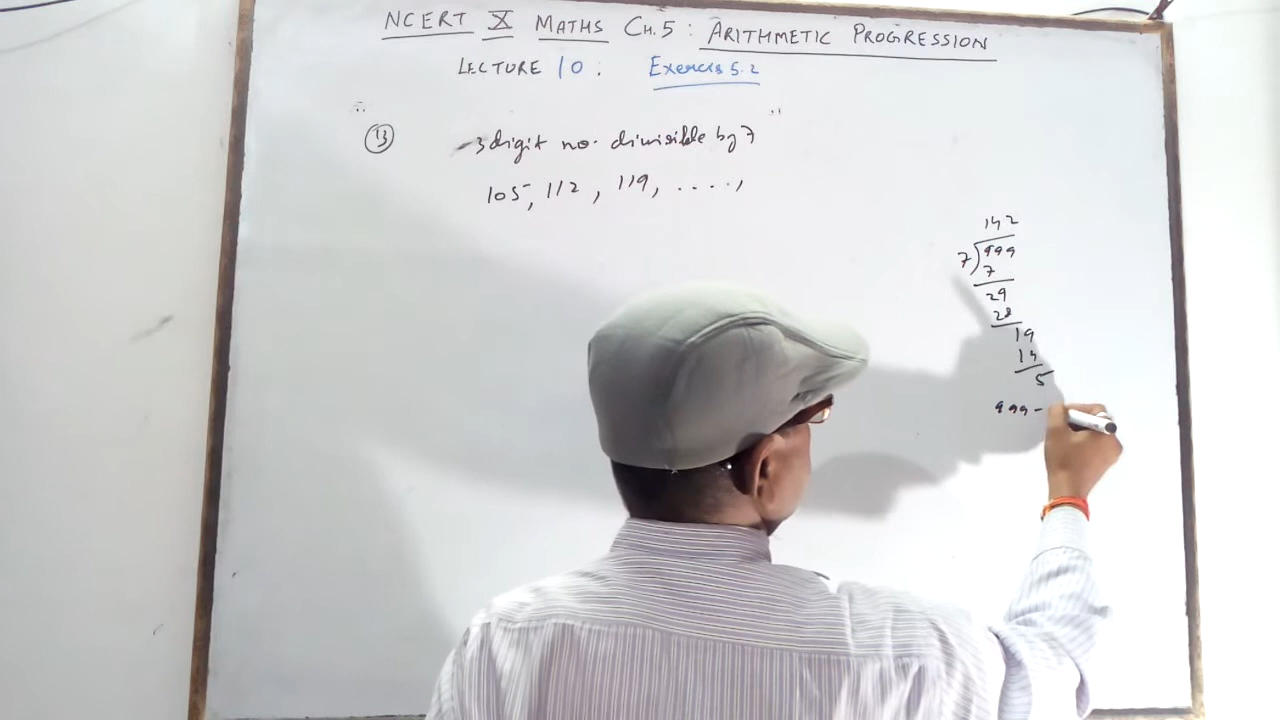 NCERT X MATHS CH.5 : ARITHMETIC PROGRESSION
LECTURE 10 : Exercis 5.2
(13) 3 digit no. divisible by 7
105, 112, 119, ....,
142
7)999
7
29
28
19
14
5
999-